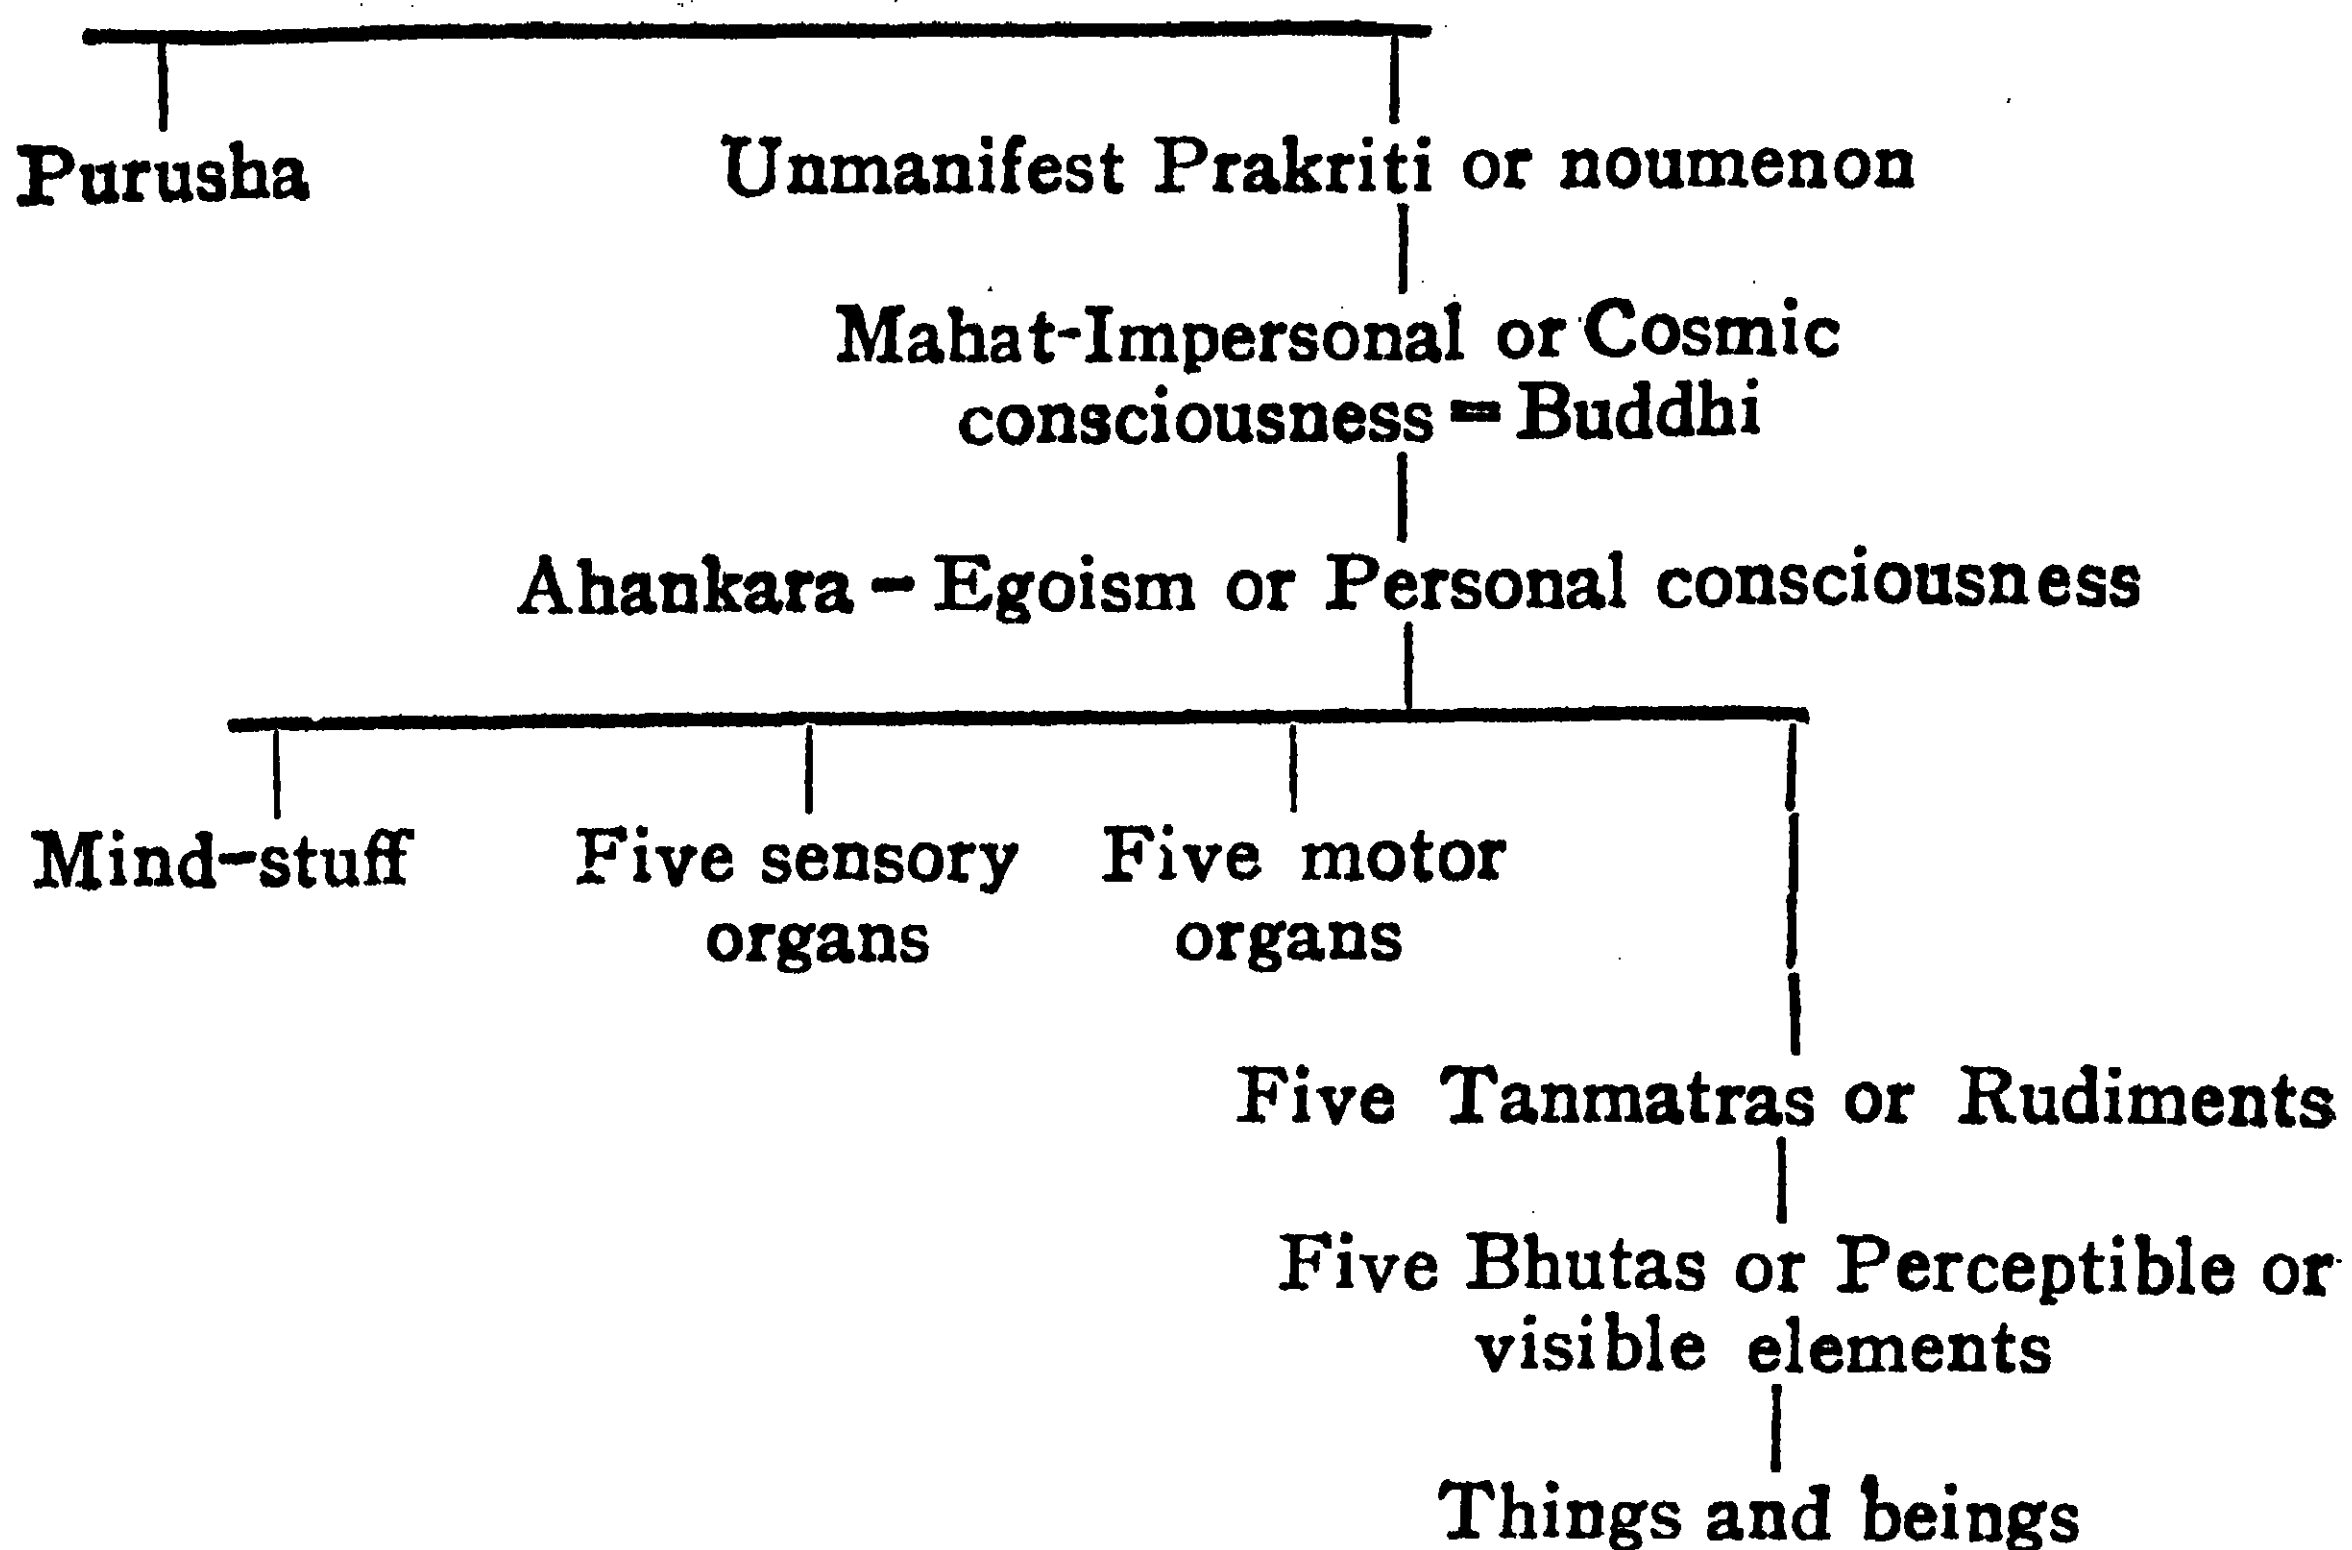 Purusha
Unmanifest Prakriti or noumenon
Mahat-Impersonal or Cosmic
consciousness = Buddhi
Ahankara - Egoism or Personal consciousness
Mind-stuff
Five sensory
organs
Five motor
organs
Five Tanmatras or Rudiments
Five Bhutas or Perceptible or
visible elements
Things and beings